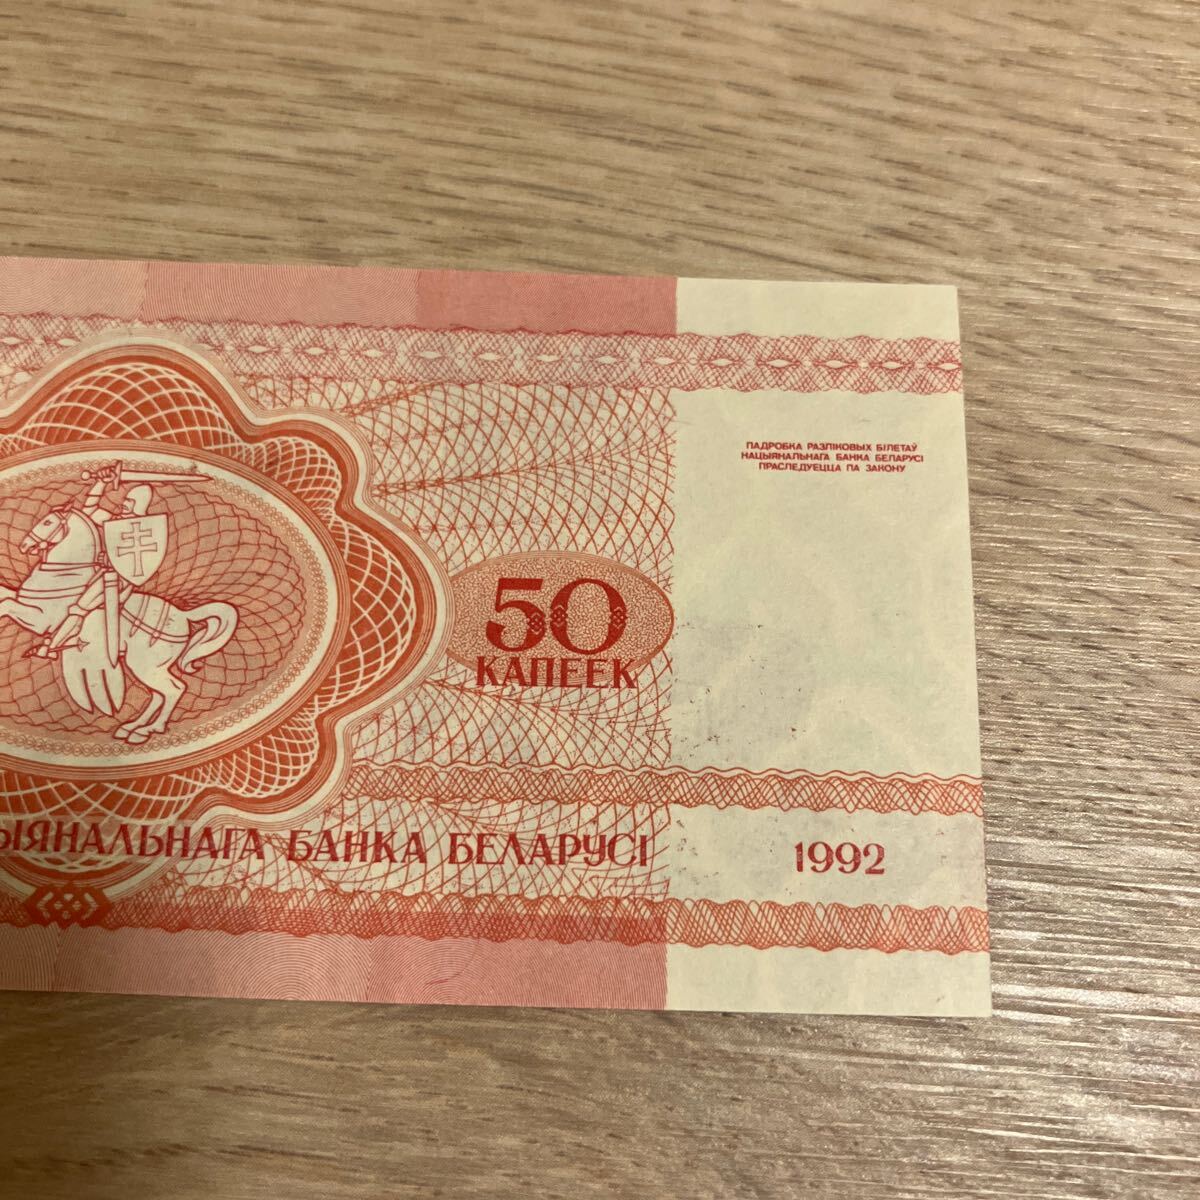 ПАДРОБКА РАЗЛІКОВЫХ БІЛЕТАЎ
НАЦЫЯНАЛЬНАГА БАНКА БЕЛАРУСІ
ПРАСЛЕДУЕЦЦА ПА ЗАКОНУ
50
КАПЕЕК
ЫЯНАЛЬНАГА БАНКА БЕЛАРУСІ
1992